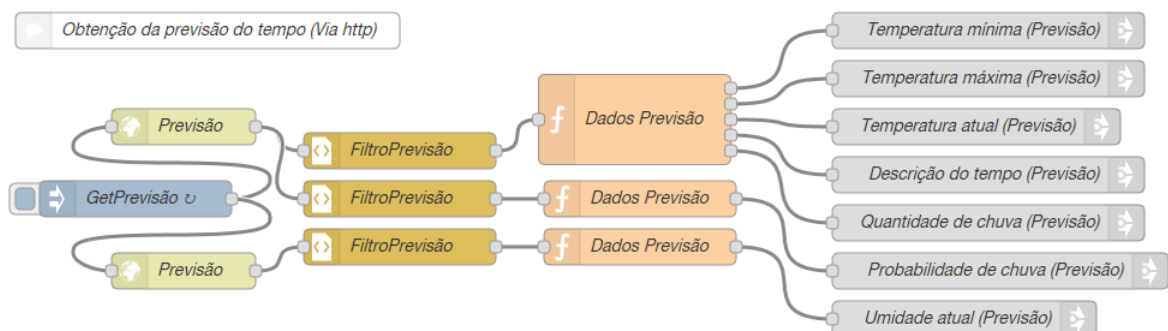 Obtenção da previsão do tempo (Via http)
Previsão
GetPrevisão ↻
Previsão
FiltroPrevisão
FiltroPrevisão
FiltroPrevisão
Dados Previsão
Dados Previsão
Dados Previsão
Temperatura mínima (Previsão)
Temperatura máxima (Previsão)
Temperatura atual (Previsão)
Descrição do tempo (Previsão)
Quantidade de chuva (Previsão)
Probabilidade de chuva (Previsão)
Umidade atual (Previsão)